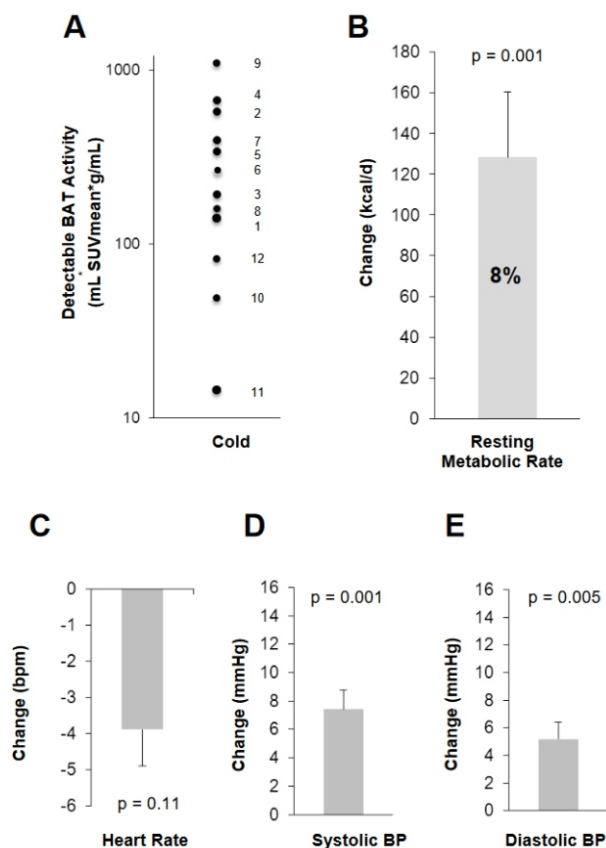 A
Detectable BAT Activity
(mL SUVmean*g/mL)
1000
100
10
9
4
2
7
5
6
3
8
1
12
10
11
Cold
B
Change (kcal/d)
180
160
140
120
100
80
60
40
20
0
p = 0.001
8%
Resting
Metabolic Rate
C
Change (bpm)
0
-1
-2
-3
-4
-5
-6
p = 0.11
Heart Rate
D
Change (mmHg)
16
14
12
10
8
6
4
2
0
p = 0.001
Systolic BP
E
Change (mmHg)
16
14
12
10
8
6
4
2
0
p = 0.005
Diastolic BP